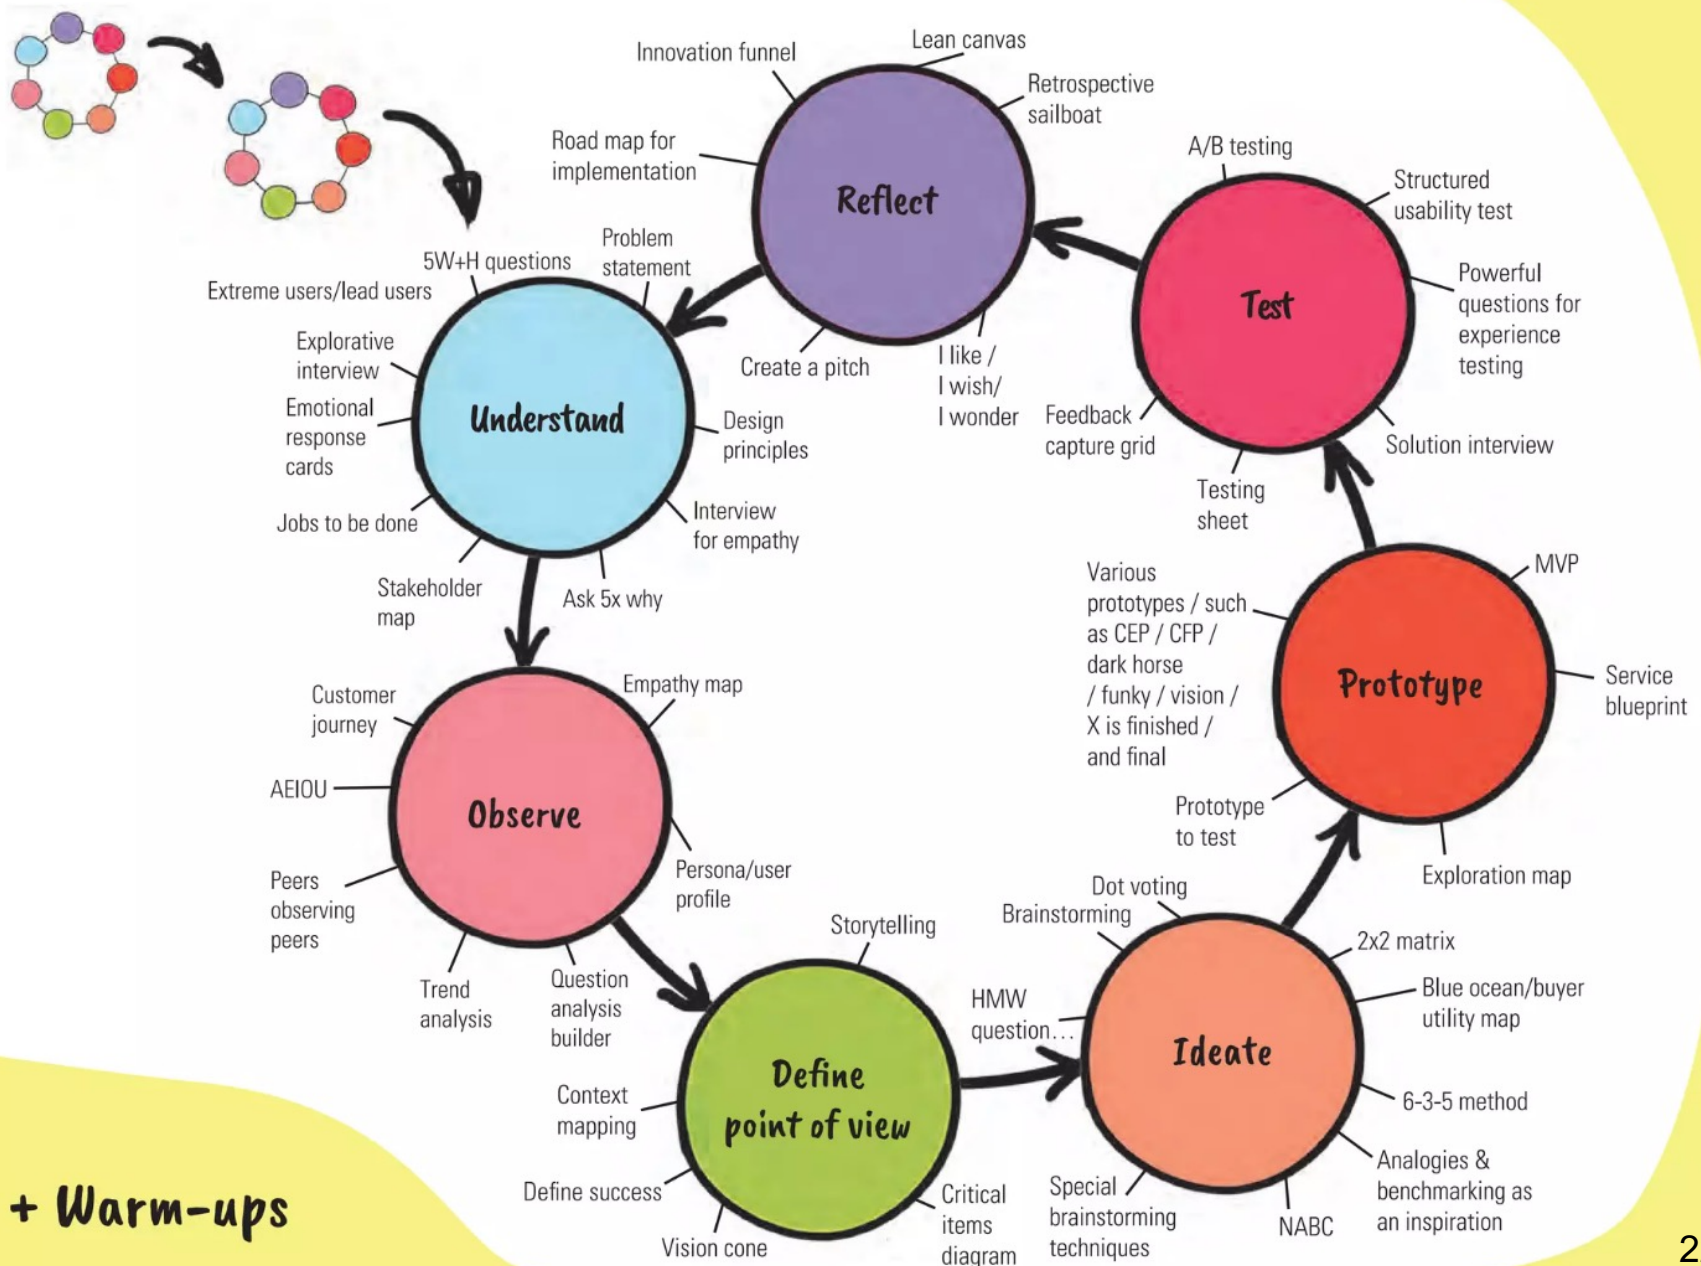 Innovation funnel
Lean canvas
Retrospective
sailboat
Road map for
implementation
Reflect
Create a pitch
I like /
I wish/
I wonder
A/B testing
Structured
usability test
Powerful
questions for
experience
testing
Test
Feedback
capture grid
Solution interview
Testing
sheet
5W+H questions
Problem
statement
Extreme users/lead users
Explorative
interview
Emotional
response
cards
Understand
Design
principles
Jobs to be done
Interview
for empathy
Stakeholder
map
Ask 5x why
Various
prototypes / such
as CEP / CFP /
dark horse
/ funky / vision /
X is finished /
and final
MVP
Prototype
Service
blueprint
Prototype
to test
Exploration map
Customer
journey
Empathy map
AEIOU
Observe
Peers
observing
peers
Persona/user
profile
Trend
analysis
Question
analysis
builder
Storytelling
Define
point of view
Context
mapping
Define success
Vision cone
Critical
items
diagram
Dot voting
Brainstorming
HMW
question…
2x2 matrix
Blue ocean/buyer
utility map
Ideate
6-3-5 method
Analogies &
benchmarking as
an inspiration
Special
brainstorming
techniques
NABC
+ Warm-ups
2